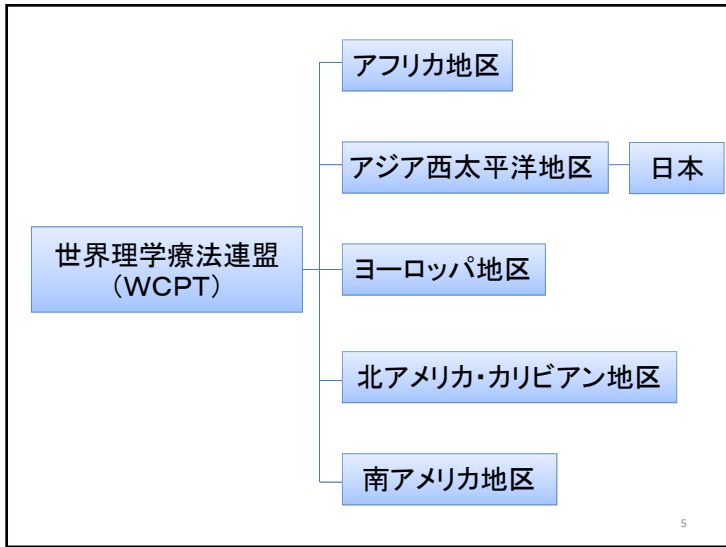 アフリカ地区
アジア西太平洋地区
日本
世界理学療法連盟
（WCPT）
ヨーロッパ地区
北アメリカ・カリビアン地区
南アメリカ地区
5